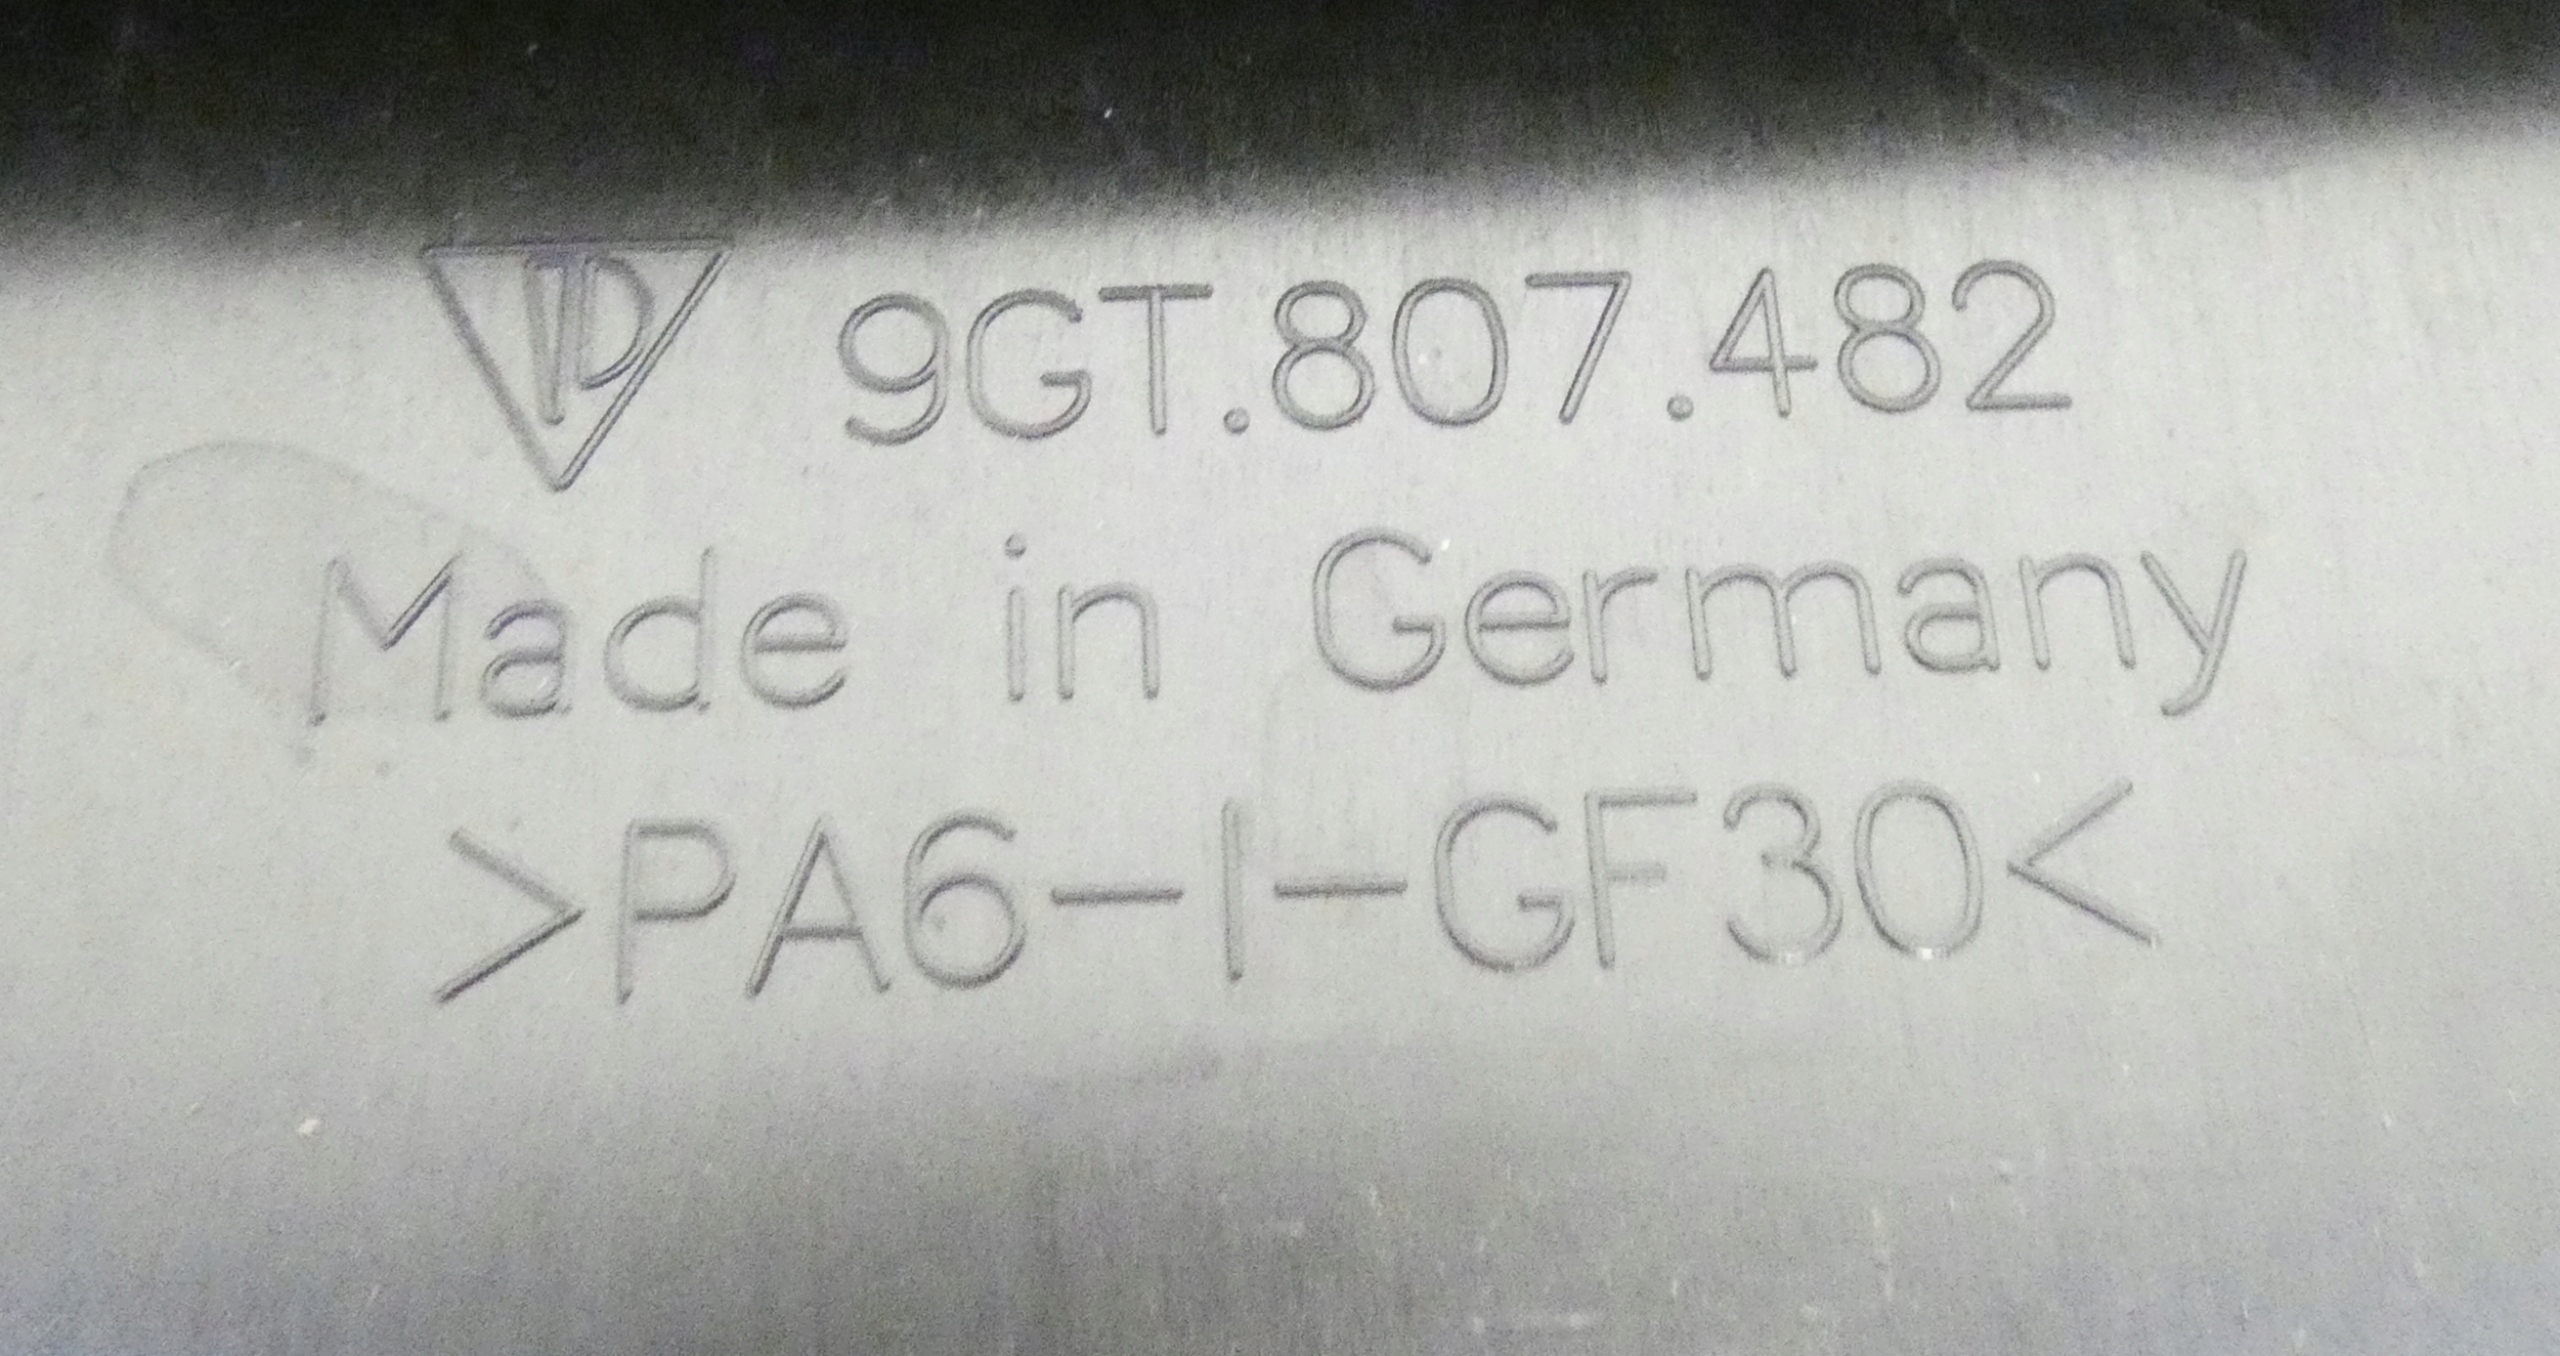 9GT.807.482
Made in Germany
>PA6-I-GF30<